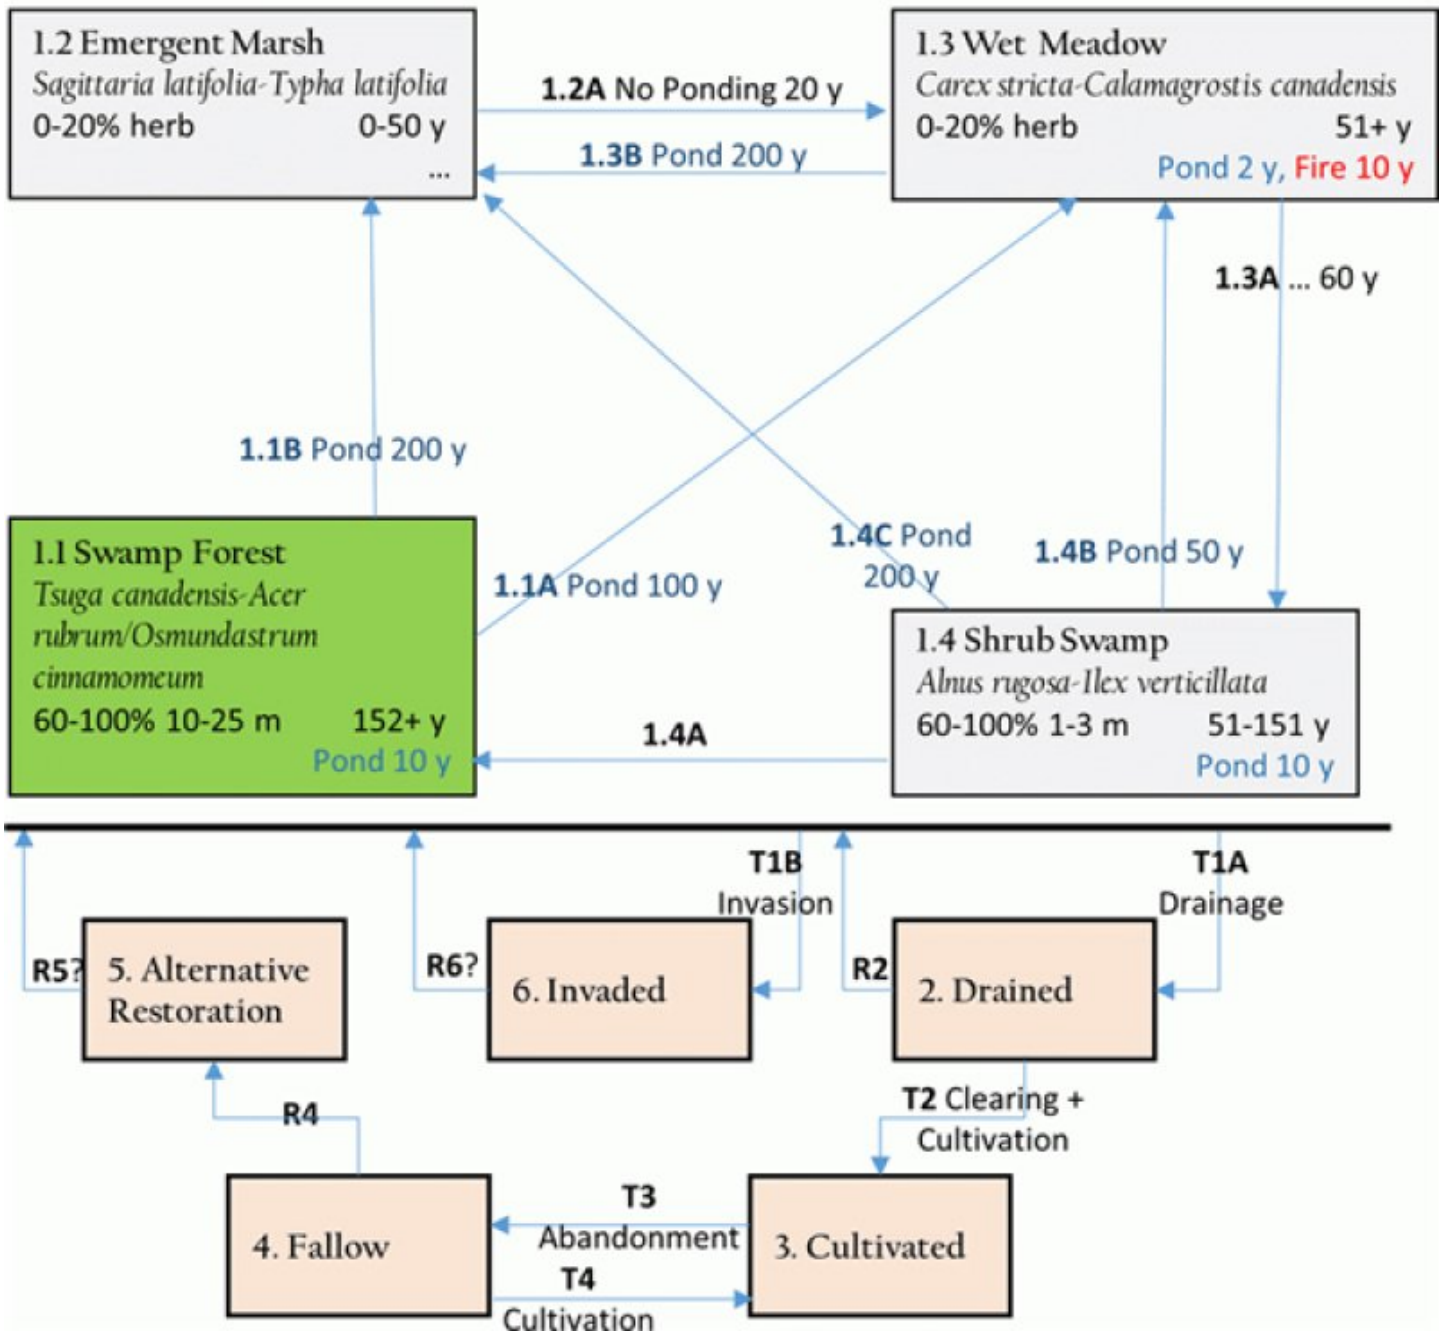 1.2 Emergent Marsh
Sagittaria latifolia-Typha latifolia
0-20% herb 0-50 y
...
1.2A No Ponding 20 y
1.3B Pond 200 y
1.3 Wet Meadow
Carex stricta-Calamagrostis canadensis
0-20% herb 51+ y
Pond 2 y, Fire 10 y
1.3A ... 60 y
1.1B Pond 200 y
1.1A Pond 100 y
1.4C Pond
200 y
1.4B Pond 50 y
1.1 Swamp Forest
Tsuga canadensis-Acer
rubrum/Osmundastrum
cinnamomeum
60-100% 10-25 m 152+ y
Pond 10 y
1.4A
1.4 Shrub Swamp
Alnus rugosa-Ilex verticillata
60-100% 1-3 m 51-151 y
Pond 10 y
T1B
Invasion
T1A
Drainage
R5?
5. Alternative
Restoration
R6?
6. Invaded
R2
2. Drained
R4
T2 Clearing +
Cultivation
4. Fallow
T3
Abandonment
T4
Cultivation
3. Cultivated